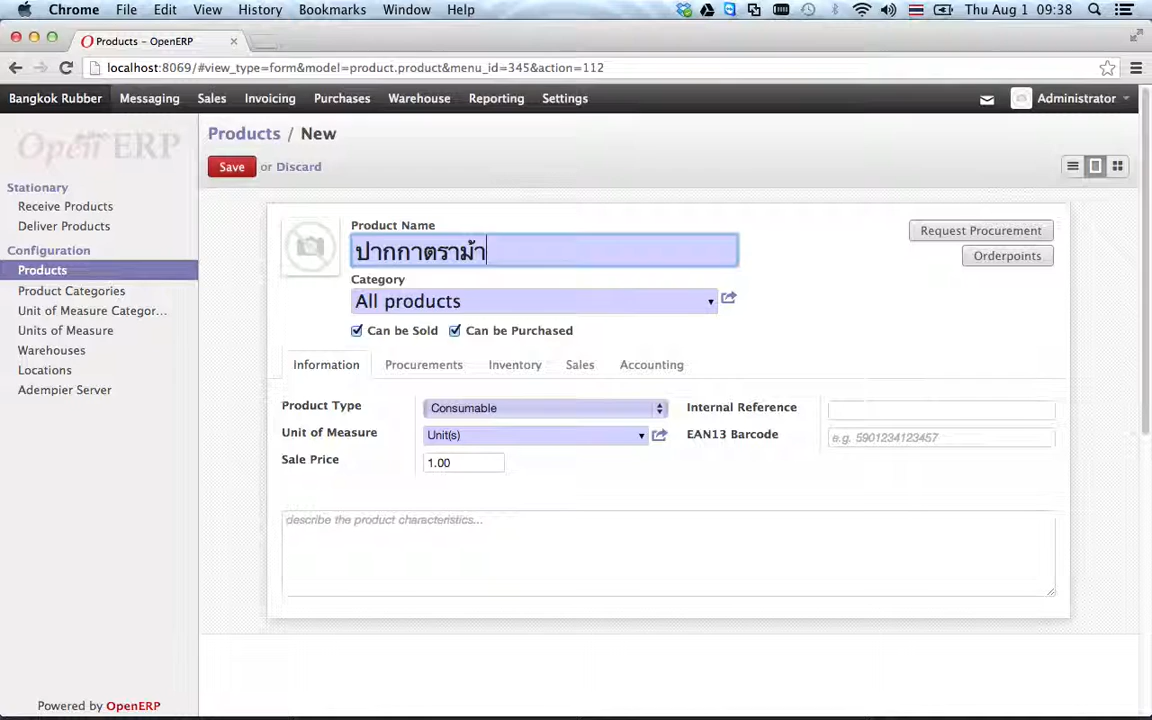 Chrome File Edit View History Bookmarks Window Help Thu Aug 1 09:38
Products – OpenERP
localhost:8069/#view_type=form&model=product.product&menu_id=345&action=112
Bangkok Rubber Messaging Sales Invoicing Purchases Warehouse Reporting Settings Administrator
Open ERP
Products / New
Save or Discard
Stationary
Receive Products
Deliver Products
Configuration
Products
Product Categories
Unit of Measure Categor...
Units of Measure
Warehouses
Locations
Adempier Server
Product Name
ปากกาตราม้า
Request Procurement
Orderpoints
Category
All products
Can be Sold Can be Purchased
Information Procurements Inventory Sales Accounting
Product Type Consumable Internal Reference
Unit of Measure Unit(s) EAN13 Barcode e.g. 5901234123457
Sale Price 1.00
describe the product characteristics...
Powered by OpenERP